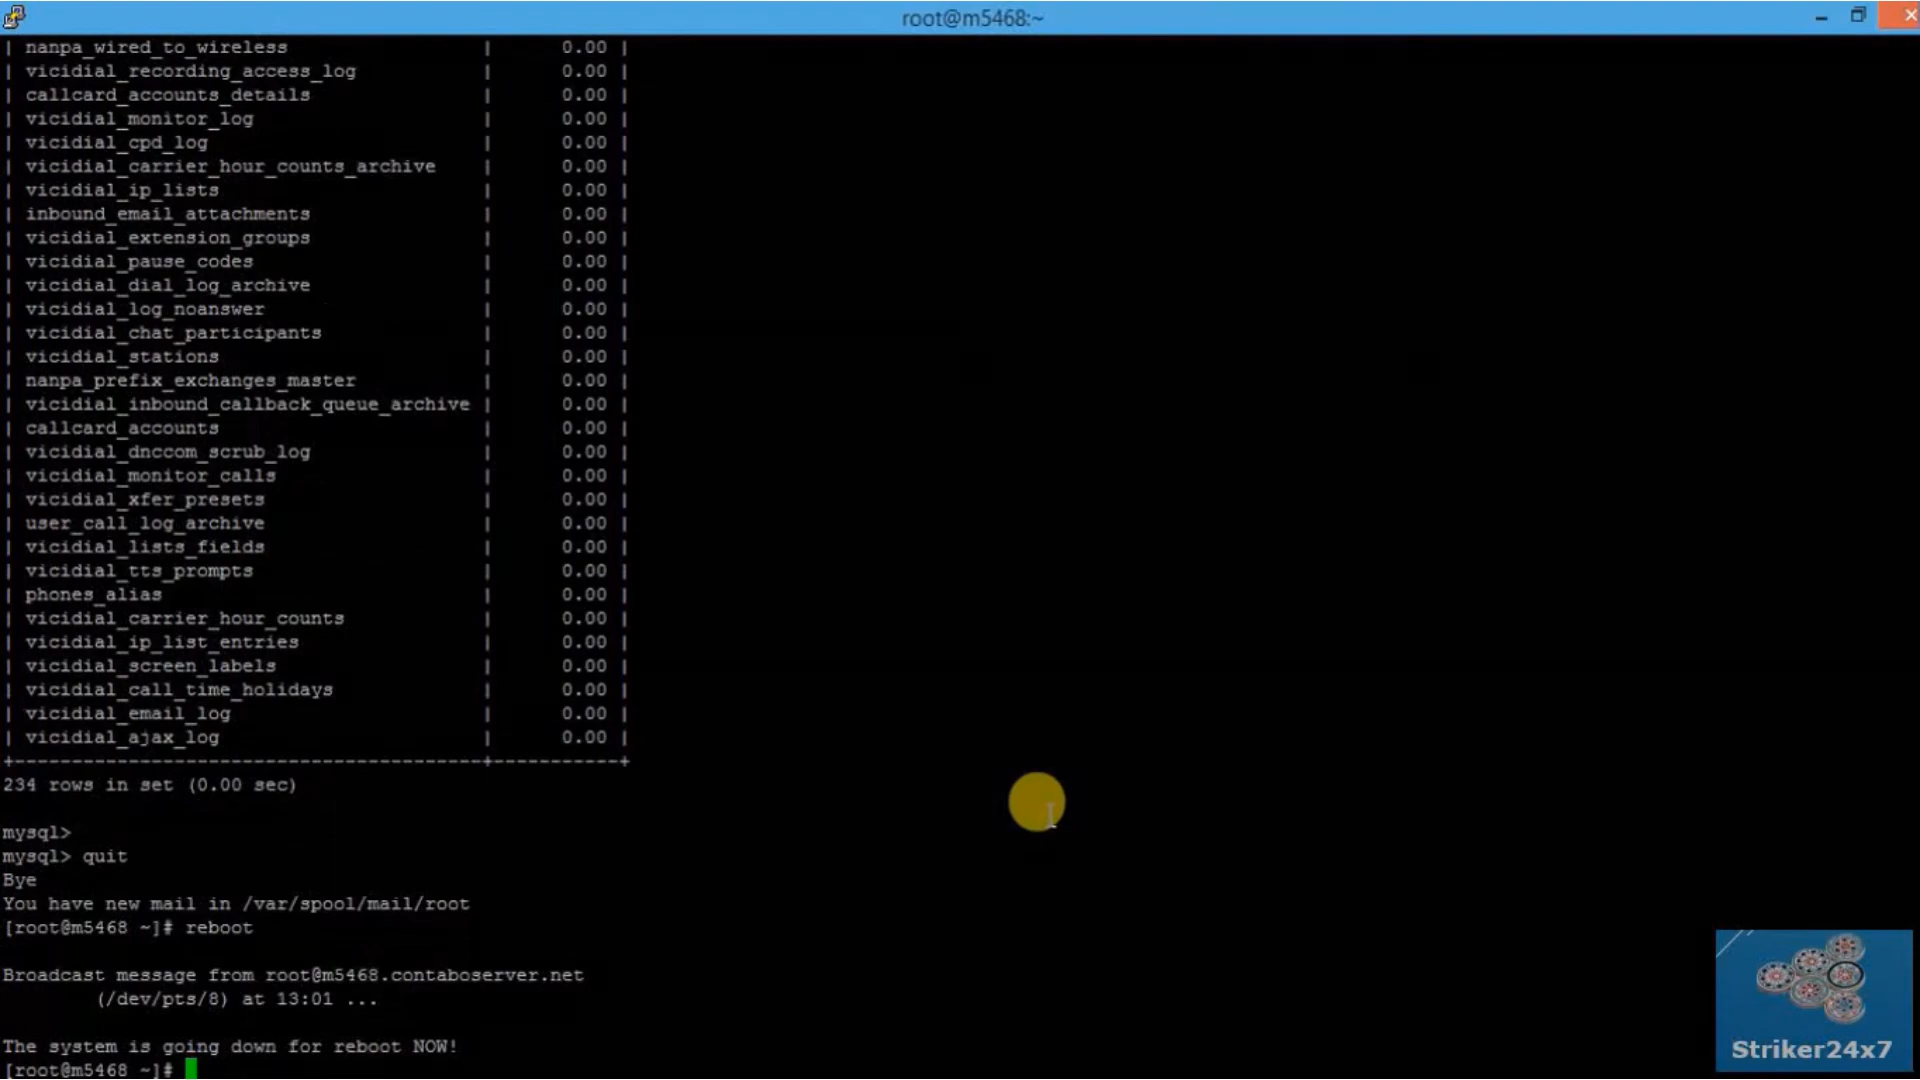 root@m5468:~
| nanpa_wired_to_wireless | 0.00 |
| vicidial_recording_access_log | 0.00 |
| callcard_accounts_details | 0.00 |
| vicidial_monitor_log | 0.00 |
| vicidial_cpd_log | 0.00 |
| vicidial_carrier_hour_counts_archive | 0.00 |
| vicidial_ip_lists | 0.00 |
| inbound_email_attachments | 0.00 |
| vicidial_extension_groups | 0.00 |
| vicidial_pause_codes | 0.00 |
| vicidial_dial_log_archive | 0.00 |
| vicidial_log_noanswer | 0.00 |
| vicidial_chat_participants | 0.00 |
| vicidial_stations | 0.00 |
| nanpa_prefix_exchanges_master | 0.00 |
| vicidial_inbound_callback_queue_archive | 0.00 |
| callcard_accounts | 0.00 |
| vicidial_dnccom_scrub_log | 0.00 |
| vicidial_monitor_calls | 0.00 |
| vicidial_xfer_presets | 0.00 |
| user_call_log_archive | 0.00 |
| vicidial_lists_fields | 0.00 |
| vicidial_tts_prompts | 0.00 |
| phones_alias | 0.00 |
| vicidial_carrier_hour_counts | 0.00 |
| vicidial_ip_list_entries | 0.00 |
| vicidial_screen_labels | 0.00 |
| vicidial_call_time_holidays | 0.00 |
| vicidial_email_log | 0.00 |
| vicidial_ajax_log | 0.00 |
+-----------------------------------------+------------+
234 rows in set (0.00 sec)
mysql>
mysql> quit
Bye
You have new mail in /var/spool/mail/root
[root@m5468 ~]# reboot
Broadcast message from root@m5468.contaboserver.net
(/dev/pts/8) at 13:01 ...
The system is going down for reboot NOW!
[root@m5468 ~]#
Striker24x7